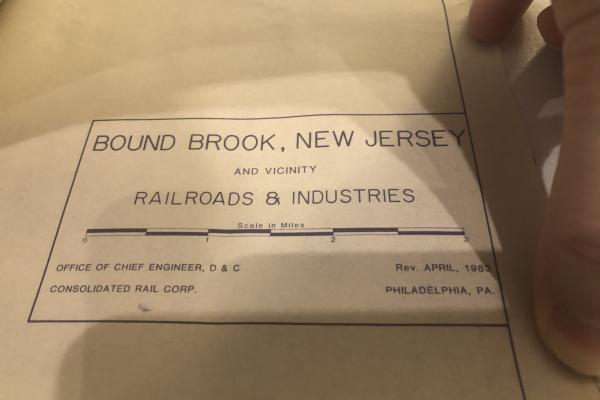 BOUND BROOK, NEW JERSEY
AND VICINITY
RAILROADS & INDUSTRIES
Scale in Miles
0 1 2 3
OFFICE OF CHIEF ENGINEER, D & C Rev. APRIL, 1983
CONSOLIDATED RAIL CORP. PHILADELPHIA, PA.